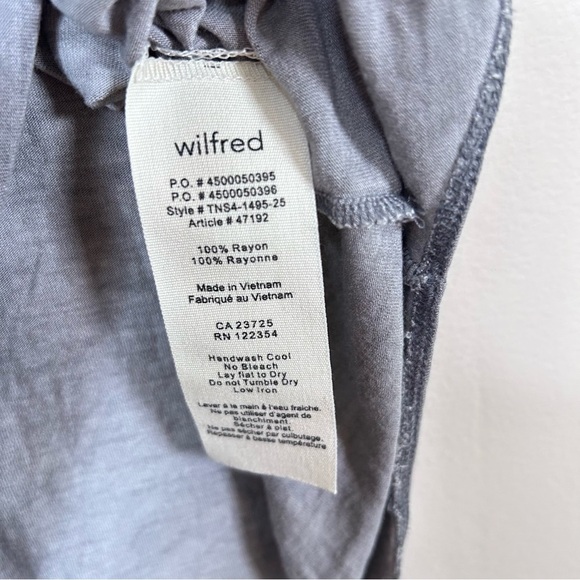 wilfred
P.O. # 4500050395
P.O. # 4500050396
Style # TNS4-1495-25
Article # 47192
100% Rayon
100% Rayonne
Made in Vietnam
Fabriqué au Vietnam
CA 23725
RN 122354
Handwash Cool
No Bleach
Lay flat to Dry
Do not Tumble Dry
Low Iron
Laver à le main à l'eau fraîche.
Ne pas utiliser d'agent de
blanchiment.
Sécher à plat.
Ne pas sécher par culbutage.
Repasser à basse température